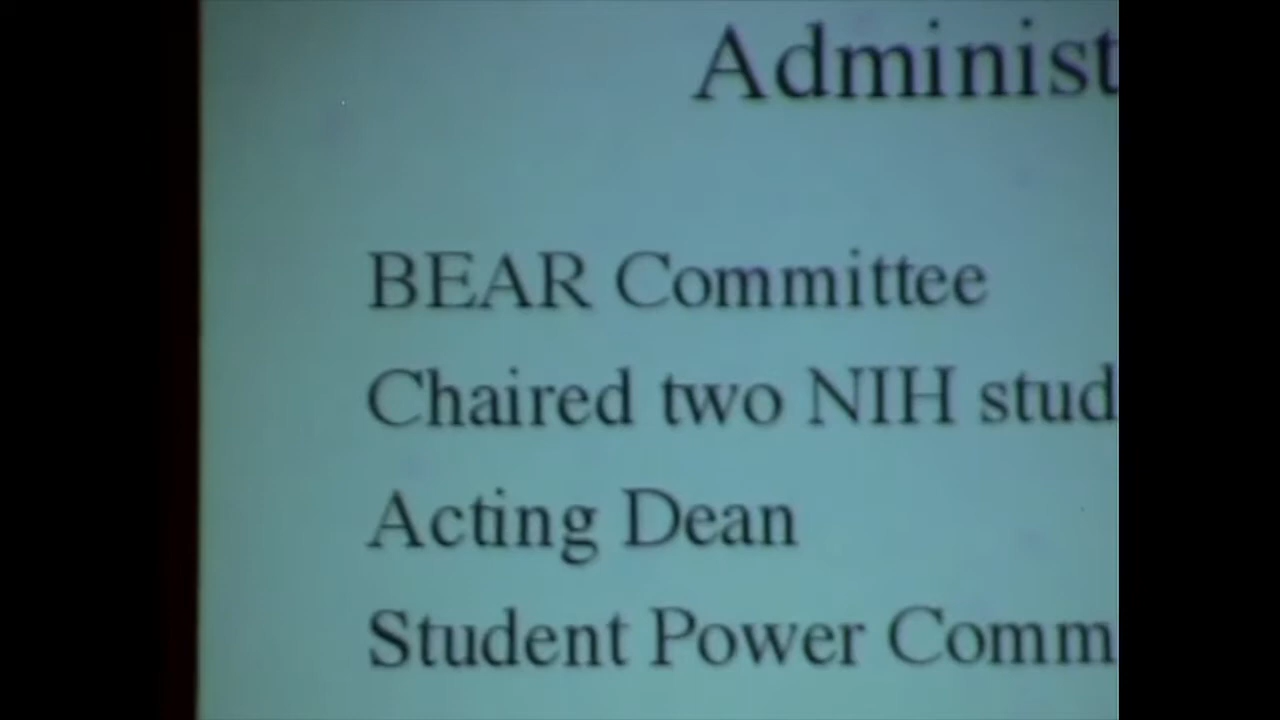 Administ
BEAR Committee
Chaired two NIH stud
Acting Dean
Student Power Comm